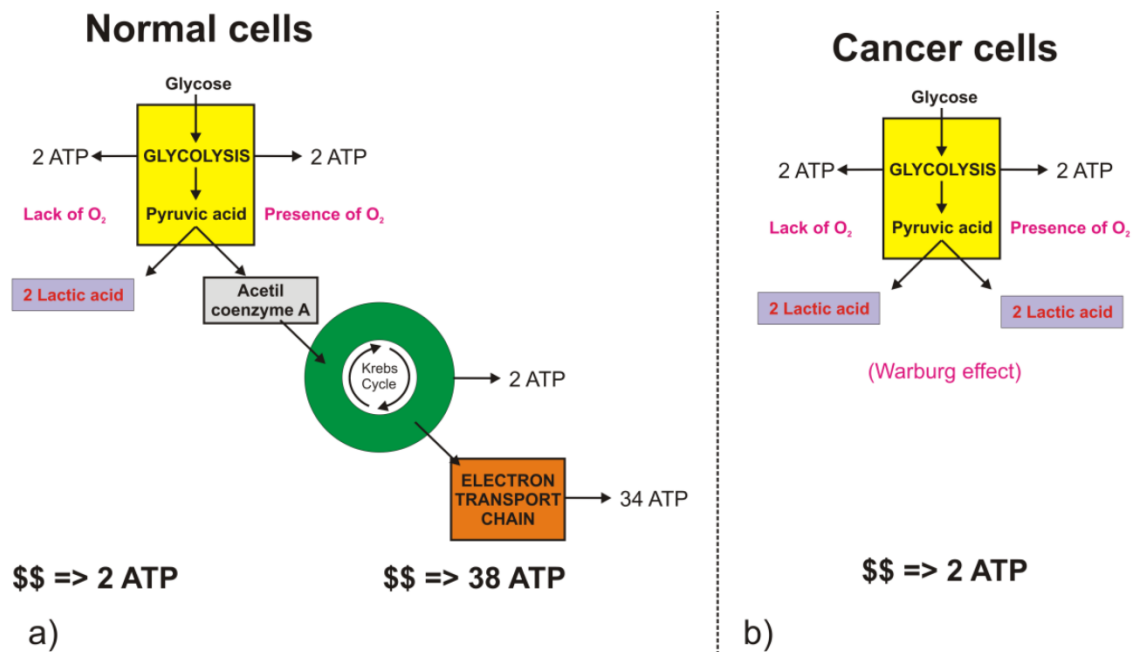 Normal cells
Glycose
2 ATP
GLYCOLYSIS
2 ATP
Lack of O₂
Pyruvic acid
Presence of O₂
2 Lactic acid
Acetil
coenzyme A
Krebs
Cycle
2 ATP
ELECTRON
TRANSPORT
CHAIN
34 ATP
$$ => 2 ATP
$$ => 38 ATP
a)
Cancer cells
Glycose
2 ATP
GLYCOLYSIS
2 ATP
Lack of O₂
Pyruvic acid
Presence of O₂
2 Lactic acid
2 Lactic acid
(Warburg effect)
$$ => 2 ATP
b)